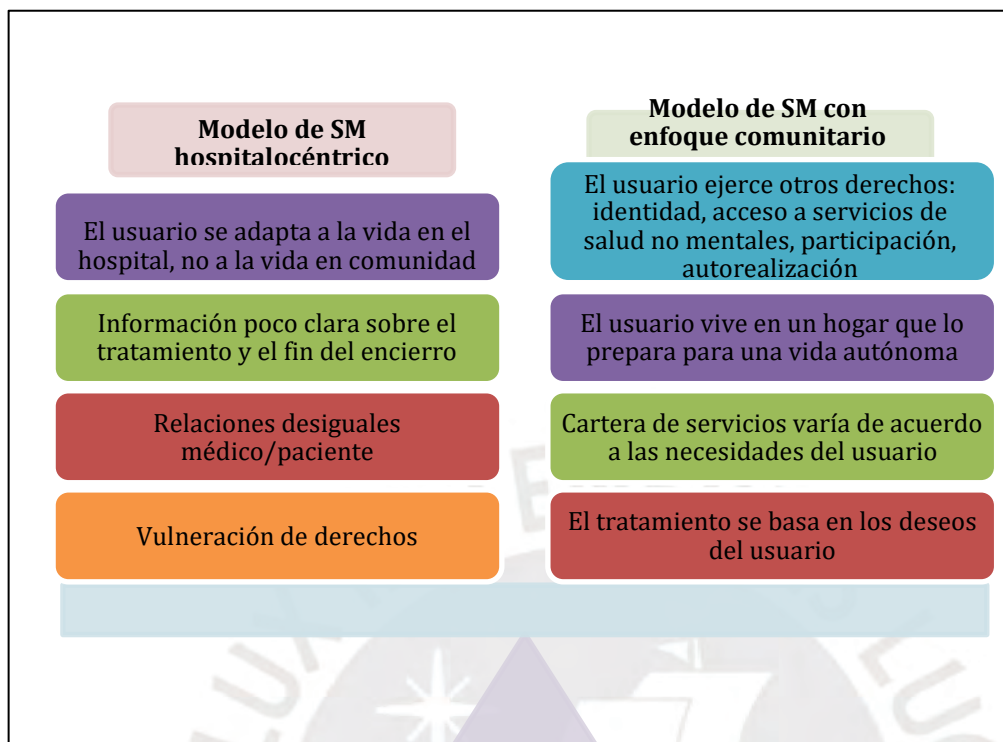 Modelo de SM
hospitalocéntrico
El usuario se adapta a la vida en el
hospital, no a la vida en comunidad
Información poco clara sobre el
tratamiento y el fin del encierro
Relaciones desiguales
médico/paciente
Vulneración de derechos
Modelo de SM con
enfoque comunitario
El usuario ejerce otros derechos:
identidad, acceso a servicios de
salud no mentales, participación,
autorealización
El usuario vive en un hogar que lo
prepara para una vida autónoma
Cartera de servicios varía de acuerdo
a las necesidades del usuario
El tratamiento se basa en los deseos
del usuario